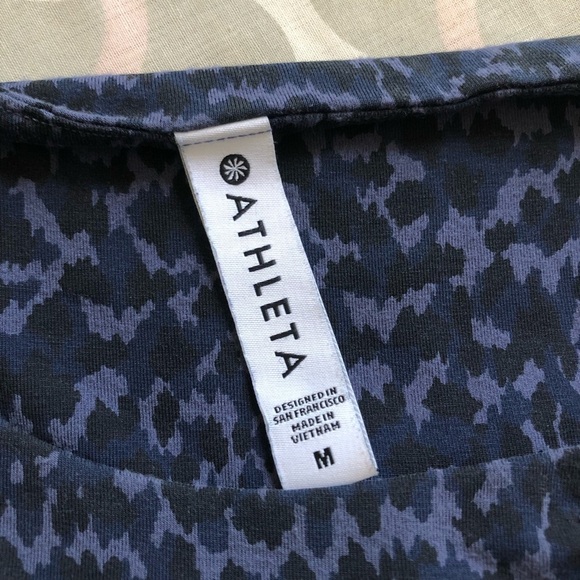 ATHLETA
DESIGNED IN
SAN FRANCISCO
MADE IN
VIETNAM
M